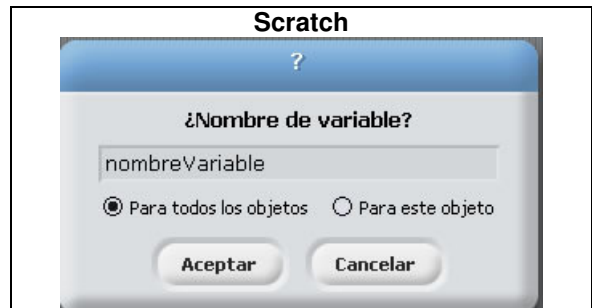 Scratch
?
¿Nombre de variable?
nombreVariable
Para todos los objetos Para este objeto
Aceptar Cancelar